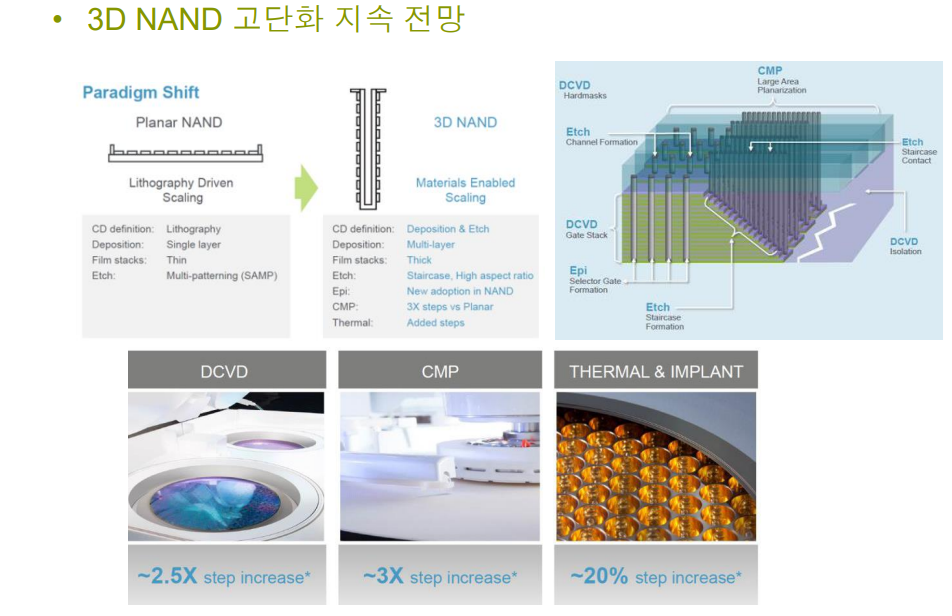 • 3D NAND 고단화 지속 전망
Paradigm Shift
Planar NAND
Lithography Driven
Scaling
CD definition: Lithography
Deposition: Single layer
Film stacks: Thin
Etch: Multi-patterning (SAMP)
3D NAND
Materials Enabled
Scaling
CD definition: Deposition & Etch
Deposition: Multi-layer
Film stacks: Thick
Etch: Staircase, High aspect ratio
Epi: New adoption in NAND
CMP: 3X steps vs Planar
Thermal: Added steps
CMP
Large Area
Planarization
DCVD
Hardmasks
Etch
Channel Formation
Etch
Staircase
Contact
DCVD
Gate Stack
DCVD
Isolation
Epi
Selector Gate
Formation
Etch
Staircase
Formation
DCVD
CMP
THERMAL & IMPLANT
~2.5X step increase*
~3X step increase*
~20% step increase*